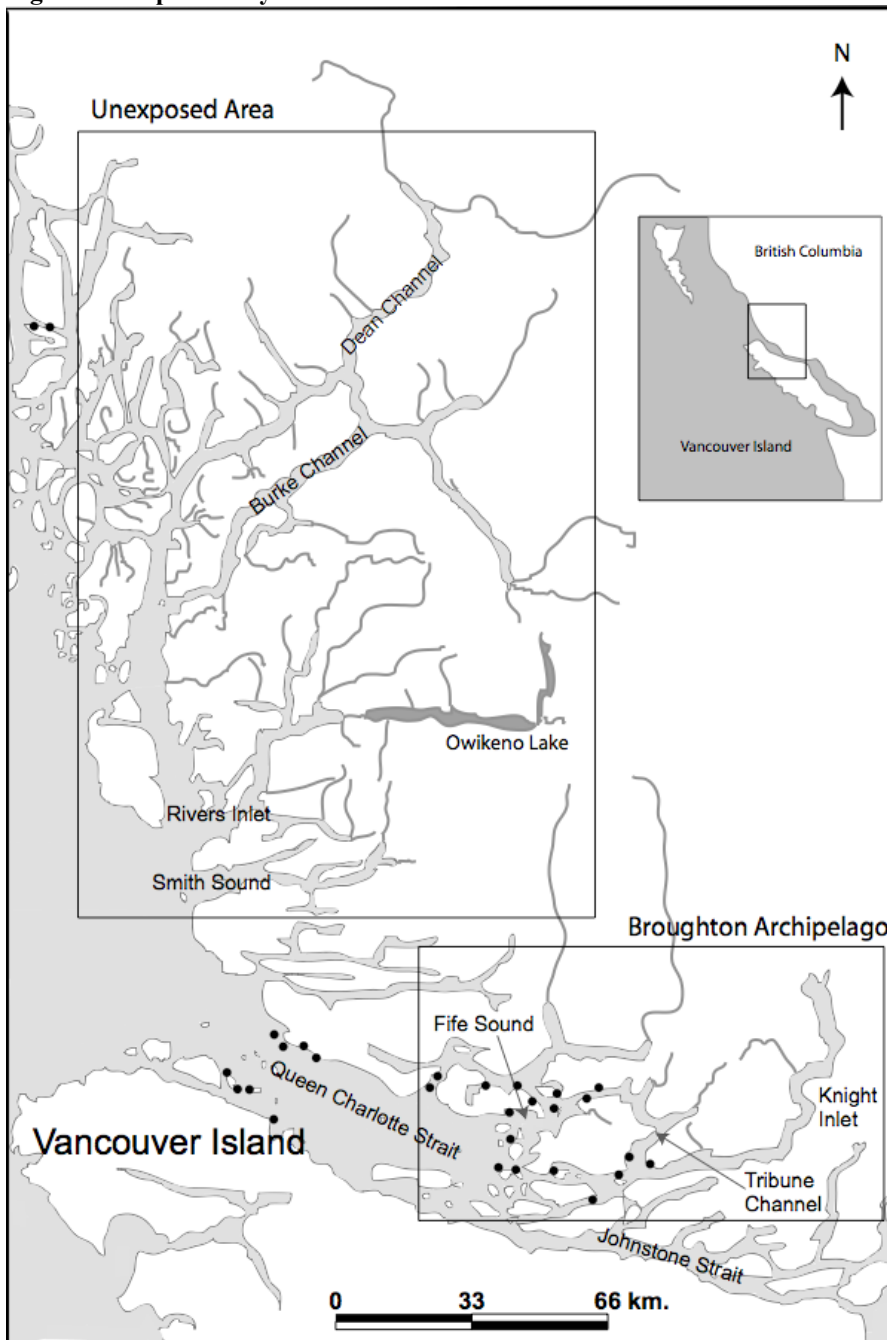 N
Unexposed Area
British Columbia
Vancouver Island
Dean Channel
Burke Channel
Owikeno Lake
Rivers Inlet
Smith Sound
Broughton Archipelago
Fife Sound
Queen Charlotte Strait
Knight
Inlet
Vancouver Island
Tribune
Channel
Johnstone Strait
0 33 66 km.